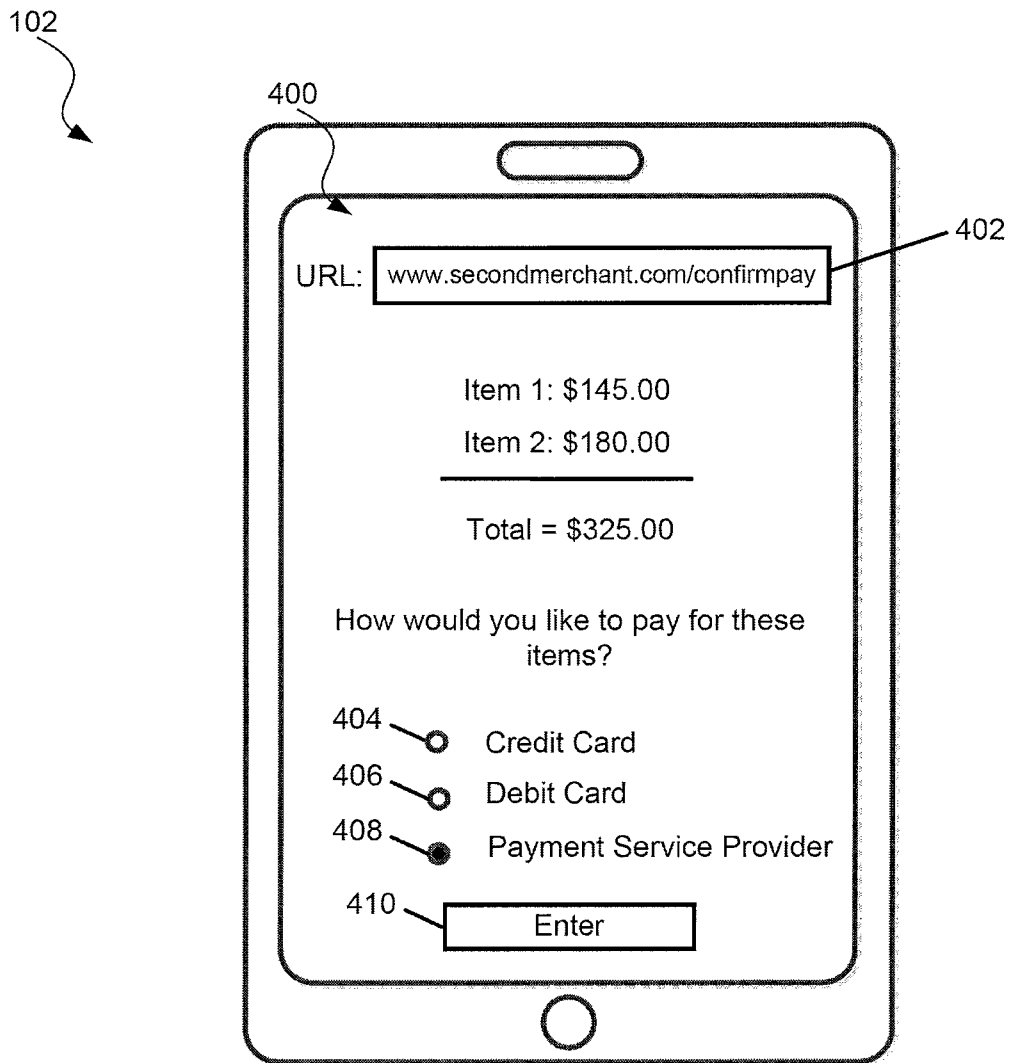 102
400
402
URL: www.secondmerchant.com/confirmpay
Item 1: $145.00
Item 2: $180.00
Total = $325.00
How would you like to pay for these
items?
404 Credit Card
406 Debit Card
408 Payment Service Provider
410 Enter